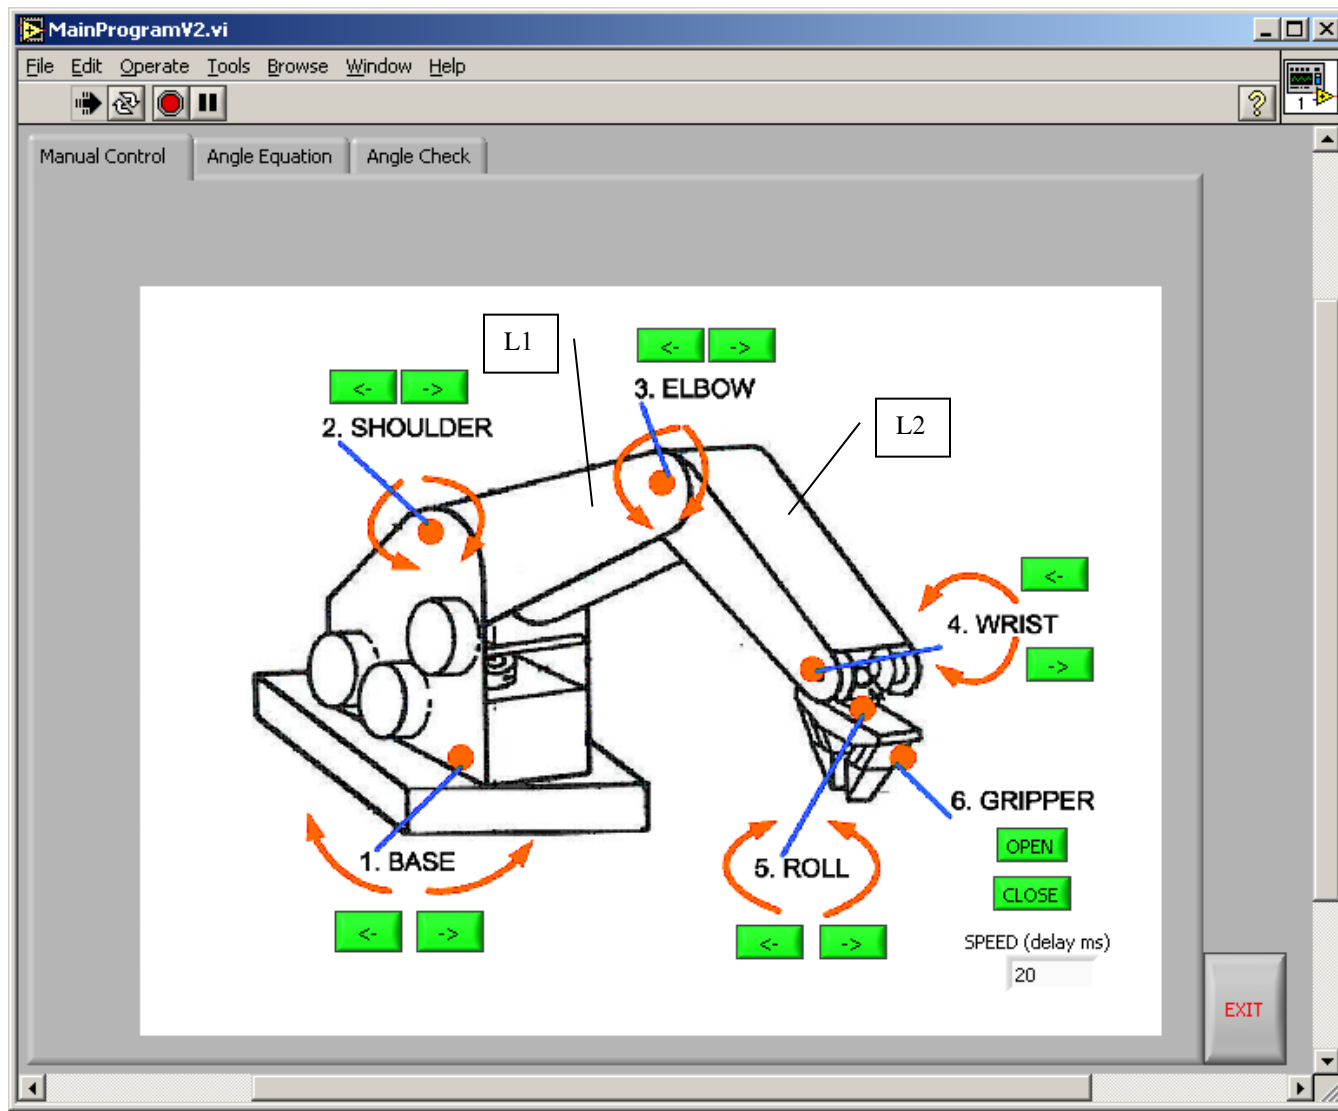 MainProgramV2.vi
File Edit Operate Tools Browse Window Help
1
Manual Control Angle Equation Angle Check
L1
<- ->
3. ELBOW
<- ->
2. SHOULDER
L2
<-
4. WRIST
->
6. GRIPPER
OPEN
1. BASE
5. ROLL
CLOSE
<- ->
<- ->
SPEED (delay ms)
20
EXIT